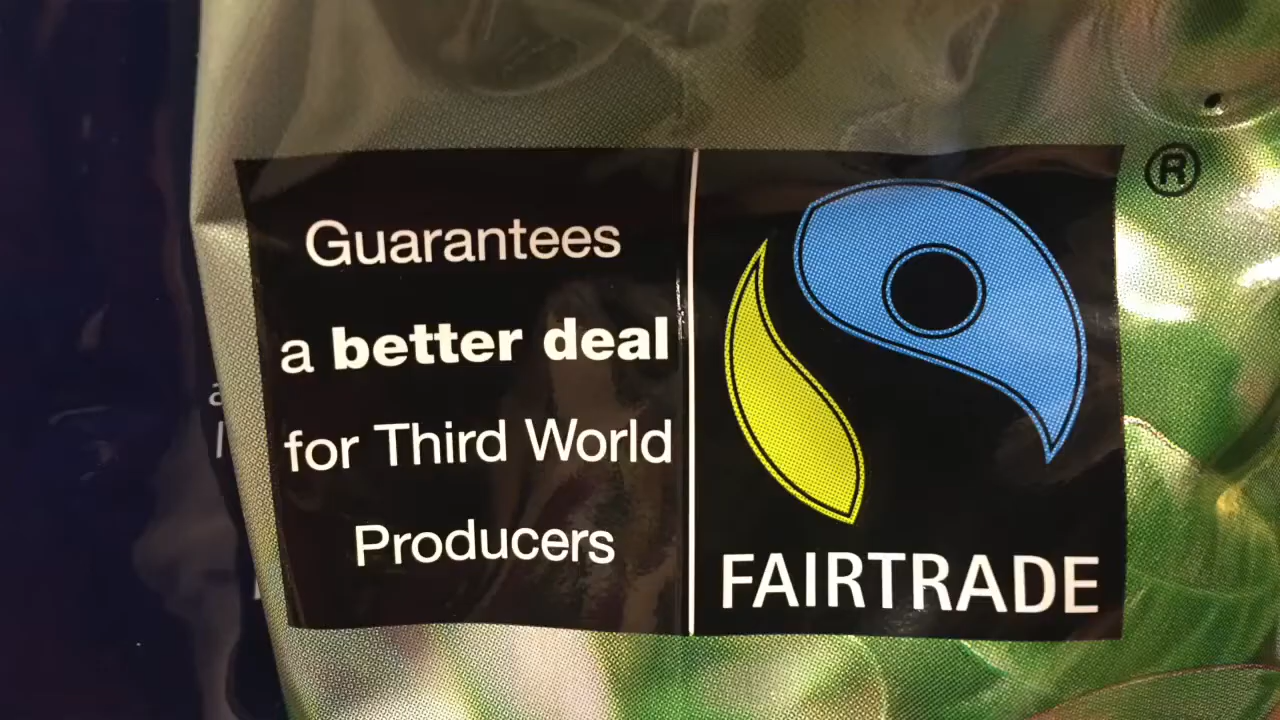 Guarantees
a better deal
for Third World
Producers
FAIRTRADE
®